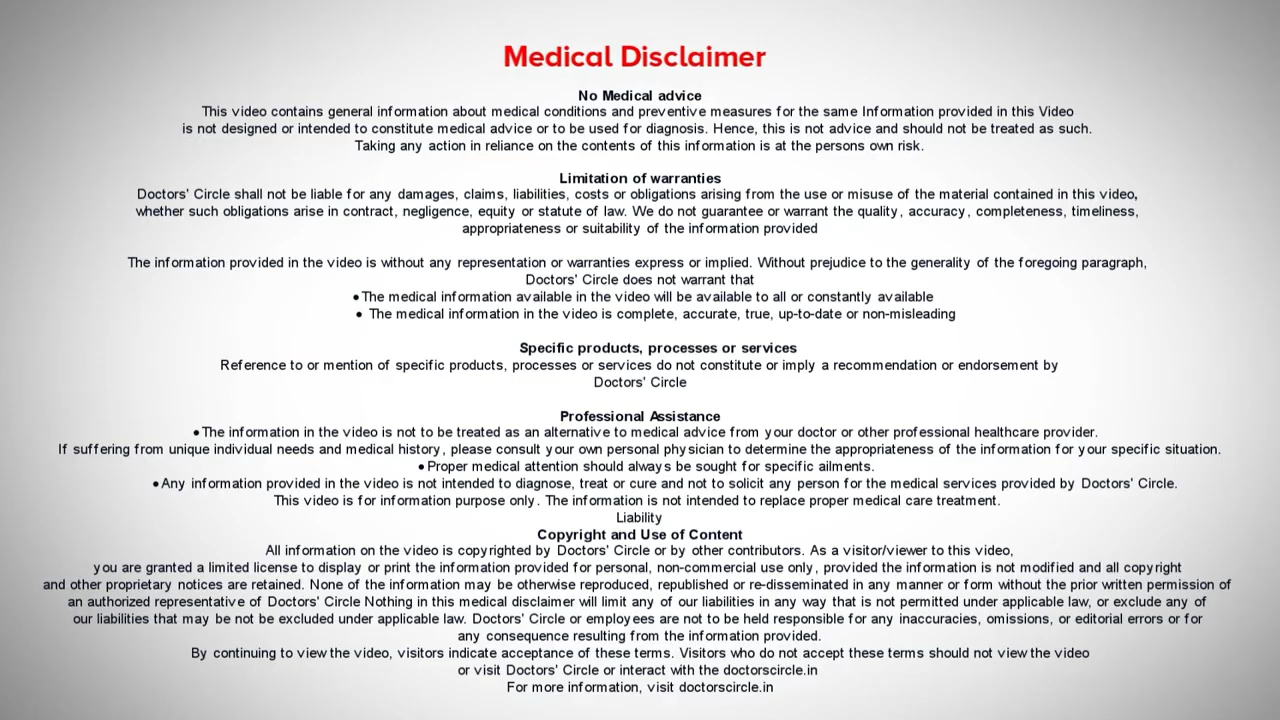 Medical Disclaimer
No Medical advice
This video contains general information about medical conditions and preventive measures for the same Information provided in this Video
is not designed or intended to constitute medical advice or to be used for diagnosis. Hence, this is not advice and should not be treated as such.
Taking any action in reliance on the contents of this information is at the persons own risk.
Limitation of warranties
Doctors' Circle shall not be liable for any damages, claims, liabilities, costs or obligations arising from the use or misuse of the material contained in this video,
whether such obligations arise in contract, negligence, equity or statute of law. We do not guarantee or warrant the quality, accuracy, completeness, timeliness,
appropriateness or suitability of the information provided
The information provided in the video is without any representation or warranties express or implied. Without prejudice to the generality of the foregoing paragraph,
Doctors' Circle does not warrant that
•The medical information available in the video will be available to all or constantly available
• The medical information in the video is complete, accurate, true, up-to-date or non-misleading
Specific products, processes or services
Reference to or mention of specific products, processes or services do not constitute or imply a recommendation or endorsement by
Doctors' Circle
Professional Assistance
•The information in the video is not to be treated as an alternative to medical advice from your doctor or other professional healthcare provider.
If suffering from unique individual needs and medical history, please consult your own personal physician to determine the appropriateness of the information for your specific situation.
•Proper medical attention should always be sought for specific ailments.
•Any information provided in the video is not intended to diagnose, treat or cure and not to solicit any person for the medical services provided by Doctors' Circle.
This video is for information purpose only. The information is not intended to replace proper medical care treatment.
Liability
Copyright and Use of Content
All information on the video is copyrighted by Doctors' Circle or by other contributors. As a visitor/viewer to this video,
you are granted a limited license to display or print the information provided for personal, non-commercial use only, provided the information is not modified and all copyright
and other proprietary notices are retained. None of the information may be otherwise reproduced, republished or re-disseminated in any manner or form without the prior written permission of
an authorized representative of Doctors' Circle Nothing in this medical disclaimer will limit any of our liabilities in any way that is not permitted under applicable law, or exclude any of
our liabilities that may be not be excluded under applicable law. Doctors' Circle or employees are not to be held responsible for any inaccuracies, omissions, or editorial errors or for
any consequence resulting from the information provided.
By continuing to view the video, visitors indicate acceptance of these terms. Visitors who do not accept these terms should not view the video
or visit Doctors' Circle or interact with the doctorscircle.in
For more information, visit doctorscircle.in